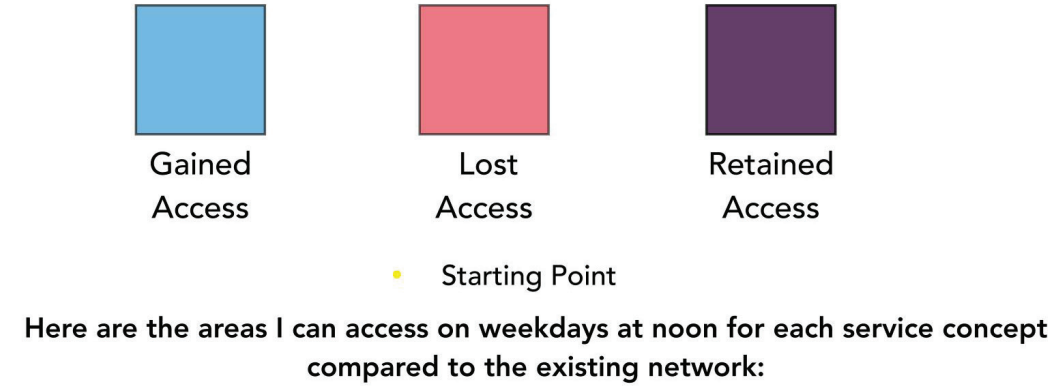 Gained Lost Retained
Access Access Access
Starting Point
Here are the areas I can access on weekdays at noon for each service concept
compared to the existing network: